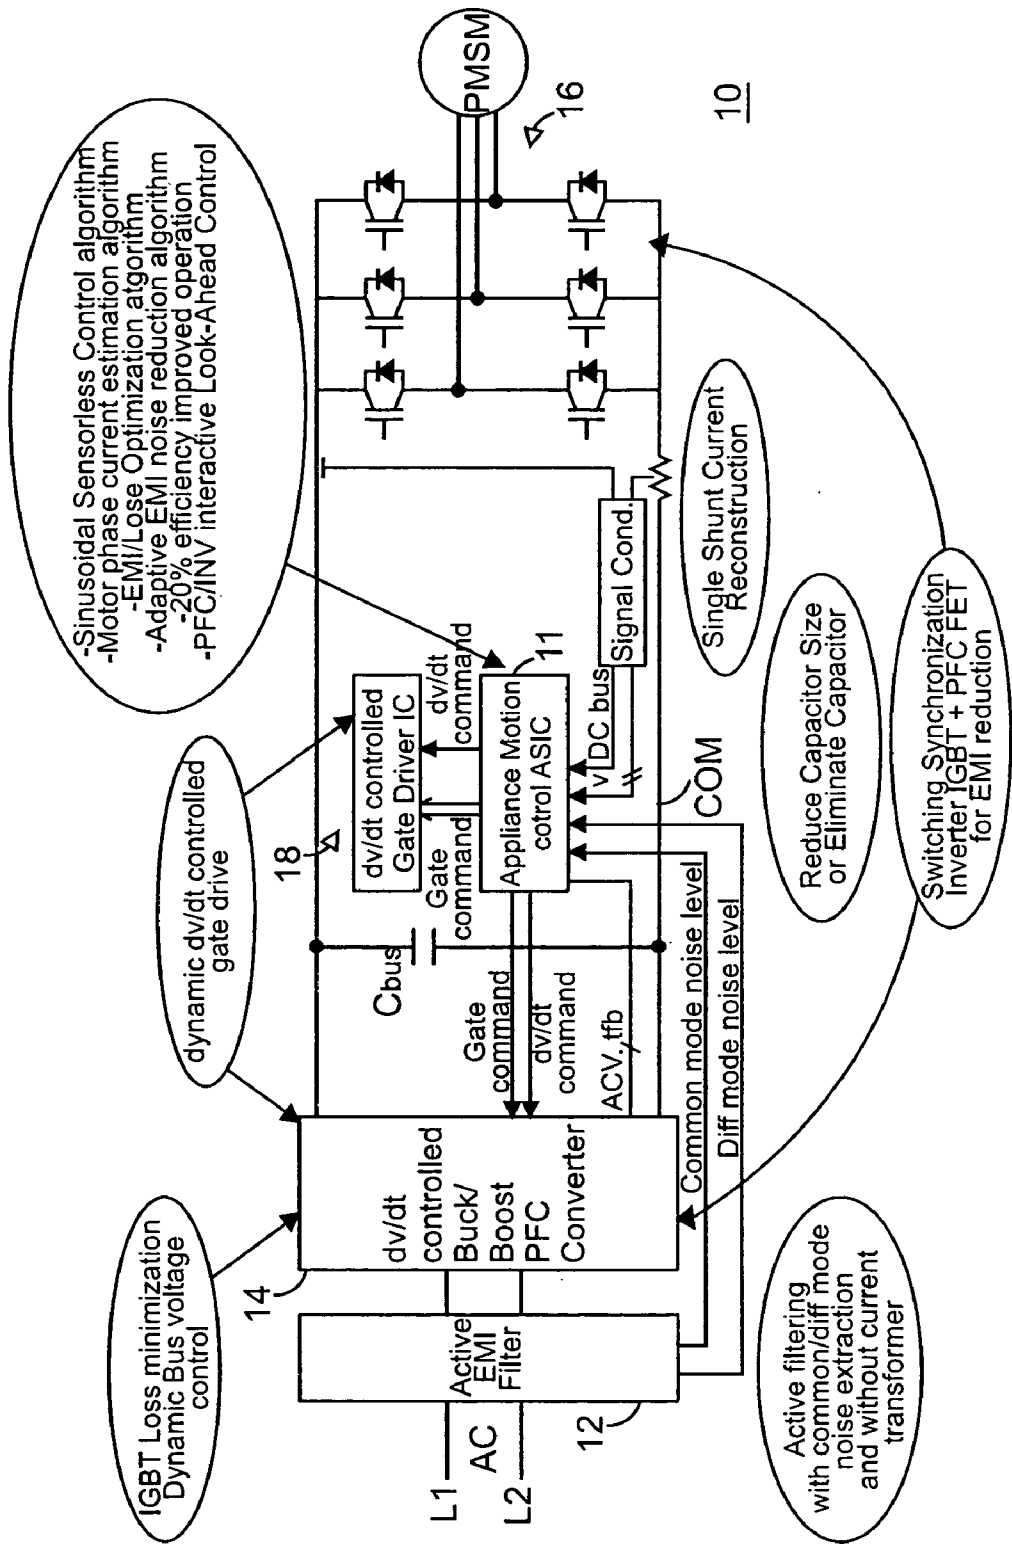 -Sinusoidal Sensorless Control algorithm
-Motor phase current estimation algorithm
-EMI/Lose Optimization atgorithm
-Adaptive EMI noise reduction algorithm
-20% efficiency improved operation
-PFC/INV interactive Look-Ahead Control
dynamic dv/dt controlled
gate drive
IGBT Loss minimization
Dynamic Bus voltage
control
L1
AC
L2
Active
EMI
Filter
12
14
dv/dt
controlled
Buck/
Boost
PFC
Converter
Cbus
18
dv/dt controlled
Gate Driver IC
Gate
command
dv/dt
command
Appliance Motion
cotrol ASIC
11
Gate
command
dv/dt
command
ACV. tfb
v
DC bus
Signal Cond.
COM
Common mode noise level
Diff mode noise level
PMSM
16
10
Single Shunt Current
Reconstruction
Reduce Capacitor Size
or Eliminate Capacitor
Switching Synchronization
Inverter IGBT + PFC FET
for EMI reduction
Active filtering
with common/diff mode
noise extraction
and without current
transformer